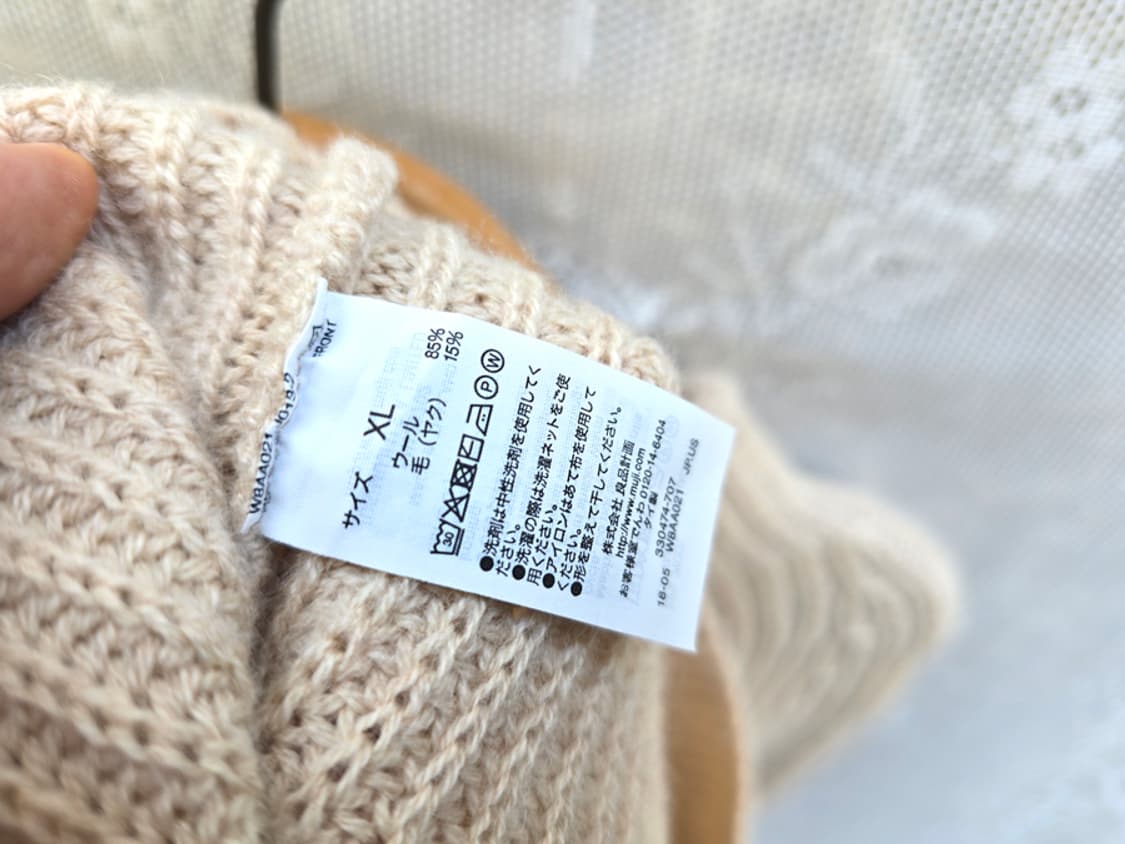 FRONT
W8AA021
サイズ XL
ウール 85%
毛（ヤク） 15%
30
P W
●洗剤は中性洗剤を使用してく
ださい。
●洗濯の際は洗濯ネットをご使
用ください。
●アイロンはあて布を使用して
ください。
●形を整えて干してください。
株式会社 良品計画
http://www.muji.com
お客様室でんわ 0120-14-6404
タイ製
18-05 330474-707
W8AA021 JP.US